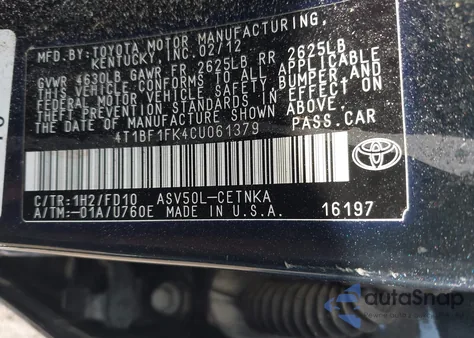 MFD.BY: TOYOTA MOTOR MANUFACTURING,
KENTUCKY, INC. 02/12
GVWR 4630LB GAWR FR 2625LB RR 2625LB
THIS VEHICLE CONFORMS TO ALL APPLICABLE
FEDERAL MOTOR VEHICLE SAFETY, BUMPER, AND
THEFT PREVENTION STANDARDS IN EFFECT ON THE
DATE OF MANUFACTURE SHOWN ABOVE.
4T1BF1FK4CU061379 PASS.CAR
TOYOTA
C/TR:1H2/FD10 ASV50L-CETNKA
A/TM:-01A/U760E MADE IN U.S.A. 16197
autoSnap